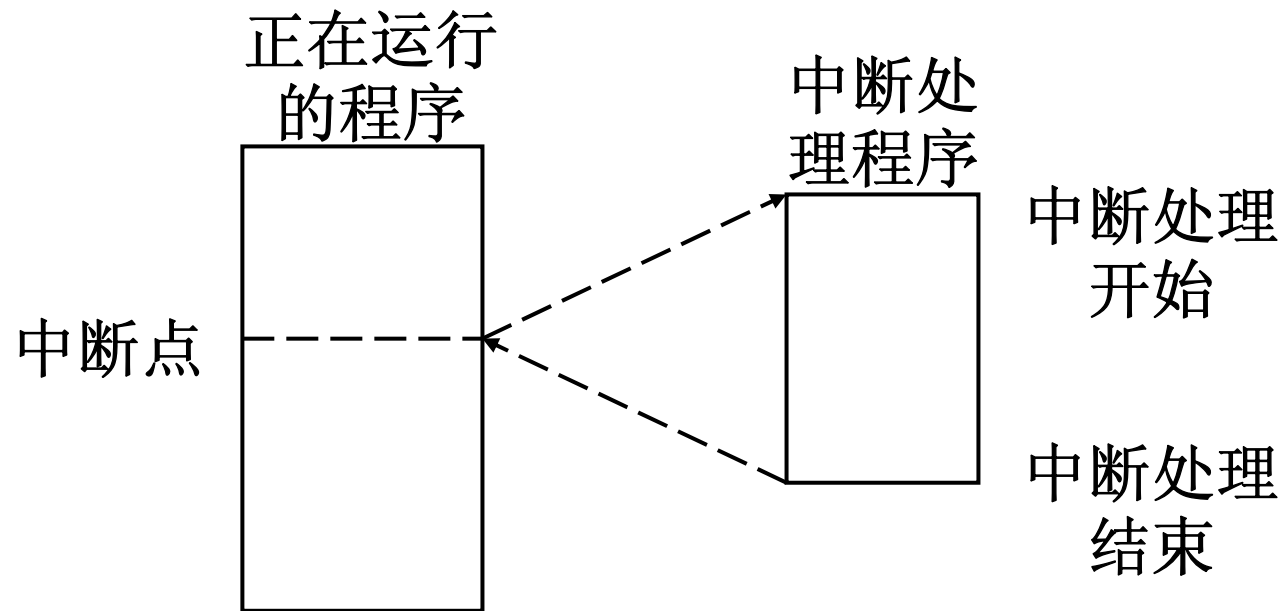 正在运行
的程序
中断处
理程序
中断处理
开始
中断点
中断处理
结束